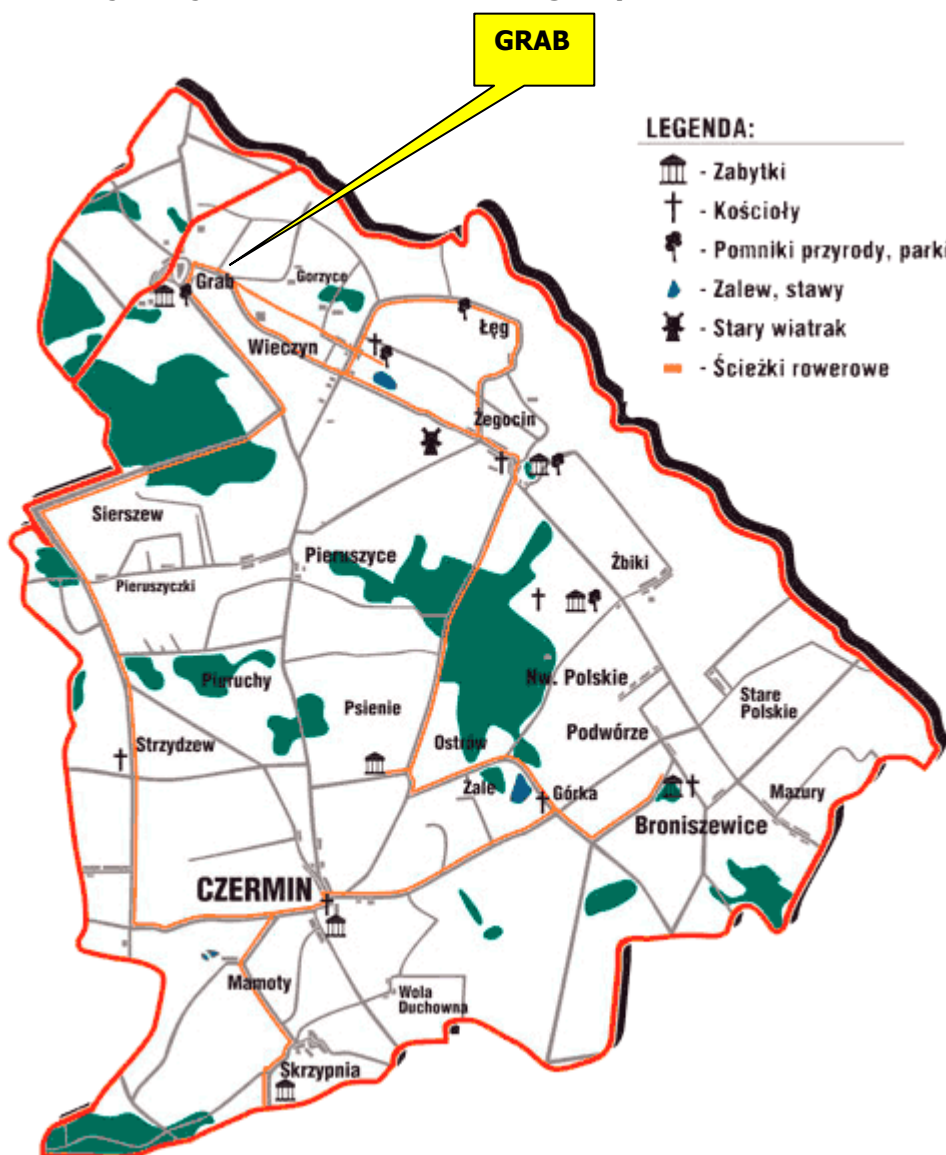 GRAB
LEGENDA:
- Zabytki
- Kościoły
- Pomniki przyrody, parki
- Zalew, stawy
- Stary wiatrak
- Ścieżki rowerowe
Grab
Gorzyce
Łęg
Wieczyn
Żegocin
Sierszew
Pieruszyce
Żbiki
Pieruszyczki
Pieruchy
Nw. Polskie
Stare
Polskie
Psienie
Podwórze
Ostrów
Strzydzew
Żale
Górka
Mazury
Broniszewice
CZERMIN
Mamoty
Wola
Duchowna
Skrzypnia